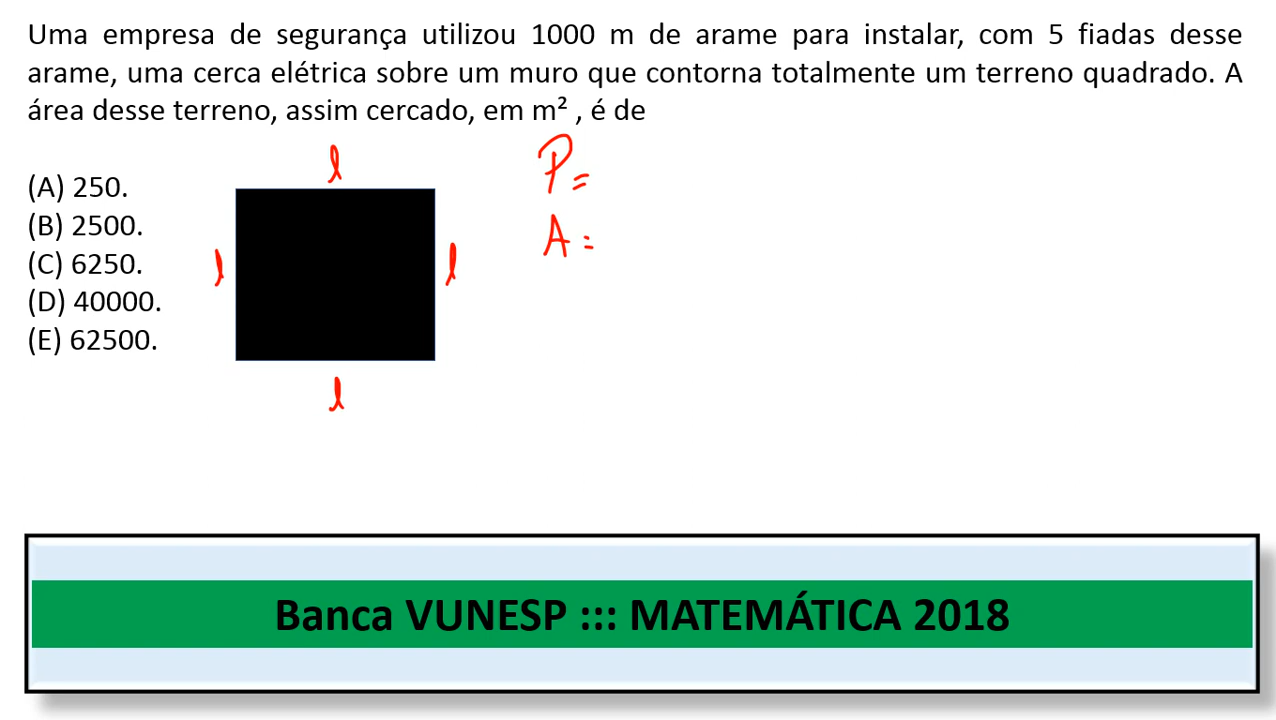 Uma empresa de segurança utilizou 1000 m de arame para instalar, com 5 fiadas desse
arame, uma cerca elétrica sobre um muro que contorna totalmente um terreno quadrado. A
área desse terreno, assim cercado, em m² , é de
l
P=
(A) 250.
(B) 2500.
A =
(C) 6250.
l
l
(D) 40000.
(E) 62500.
l
Banca VUNESP ::: MATEMÁTICA 2018